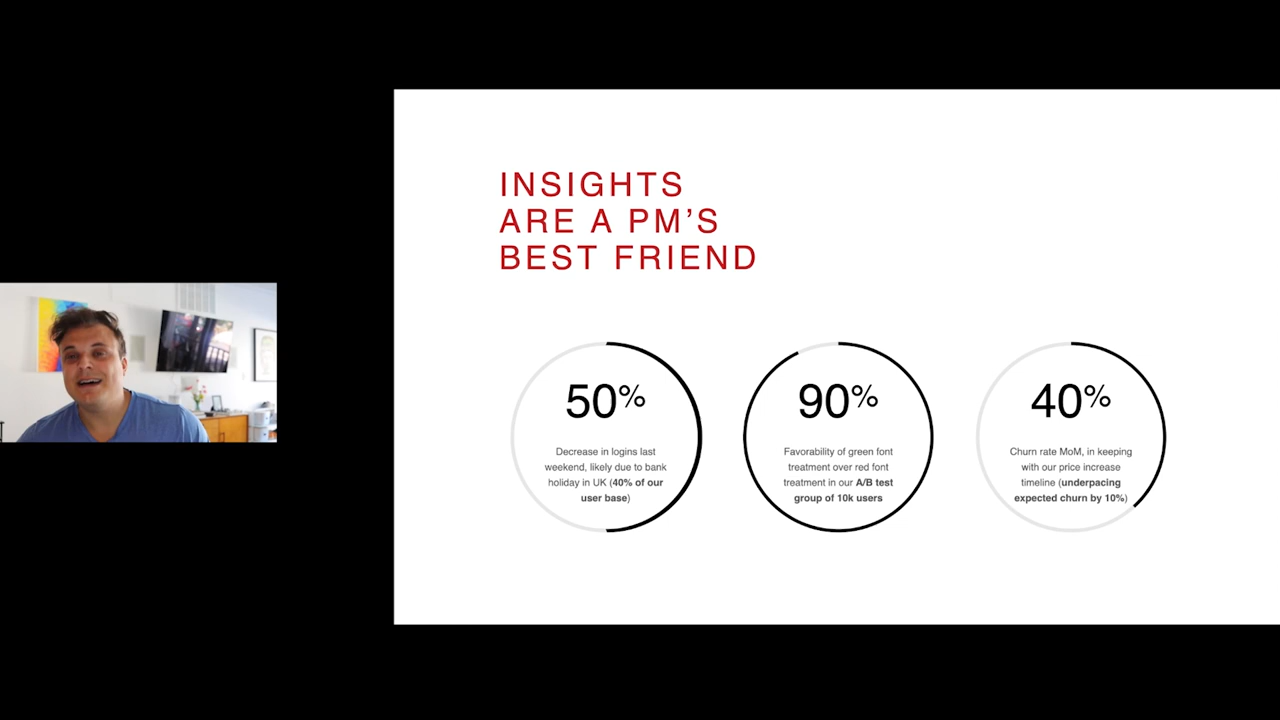 INSIGHTS
ARE A PM’S
BEST FRIEND
50%
Decrease in logins last
weekend, likely due to bank
holiday in UK (40% of our
user base)
90%
Favorability of green font
treatment over red font
treatment in our A/B test
group of 10k users
40%
Churn rate MoM, in keeping
with our price increase
timeline (underpacing
expected churn by 10%)